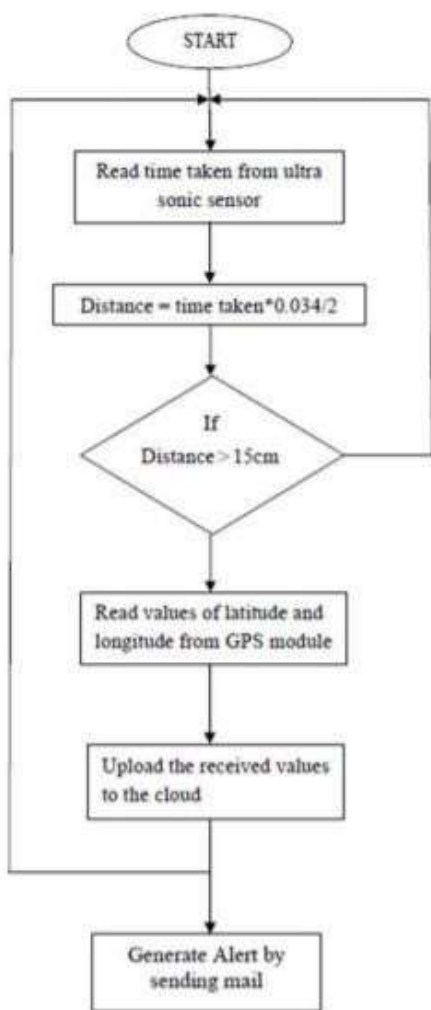 START
Read time taken from ultra
sonic sensor
Distance = time taken*0.034/2
If
Distance > 15cm
Read values of latitude and
longitude from GPS module
Upload the received values
to the cloud
Generate Alert by
sending mail